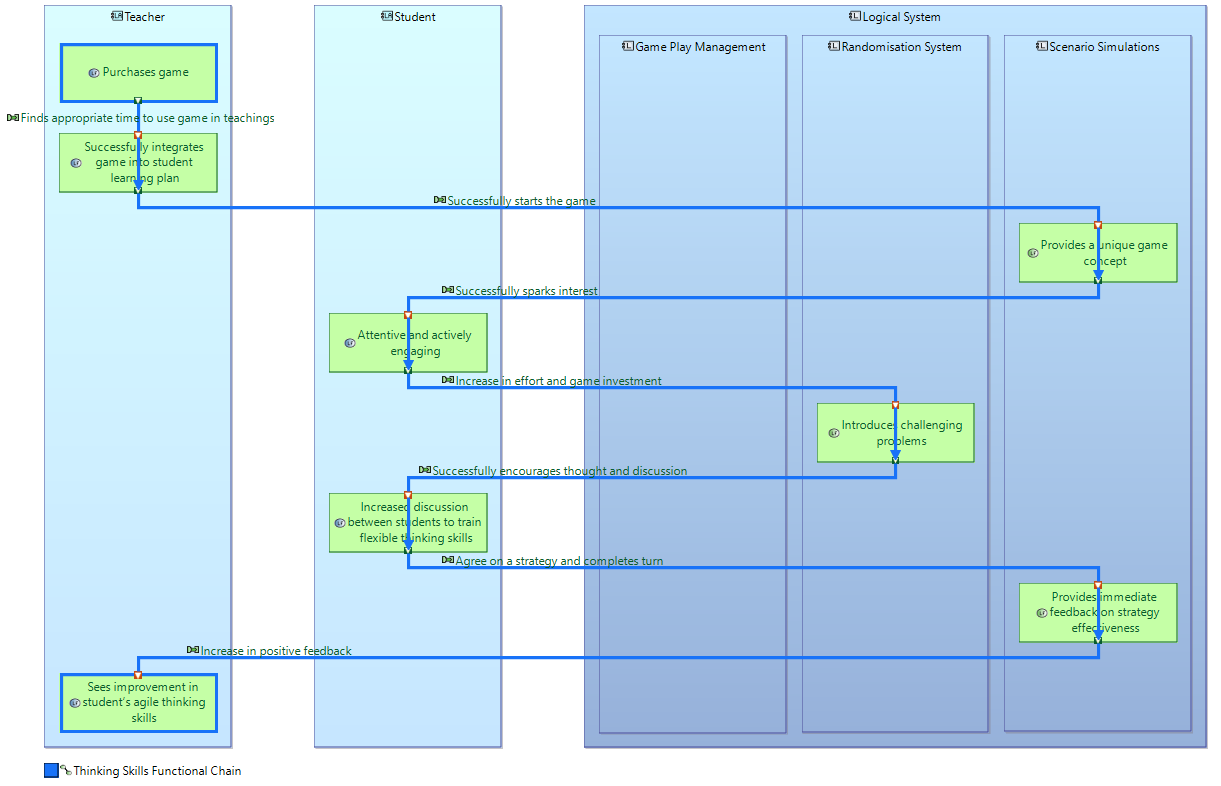 Teacher
Student
Logical System
Game Play Management
Randomisation System
Scenario Simulations
Purchases game
Finds appropriate time to use game in teachings
Successfully integrates
game into student
learning plan
Successfully starts the game
Provides a unique game
concept
Successfully sparks interest
Attentive and actively
engaging
Increase in effort and game investment
Introduces challenging
problems
Successfully encourages thought and discussion
Increased discussion
between students to train
flexible thinking skills
Agree on a strategy and completes turn
Provides immediate
feedback on strategy
effectiveness
Increase in positive feedback
Sees improvement in
student's agile thinking
skills
Thinking Skills Functional Chain